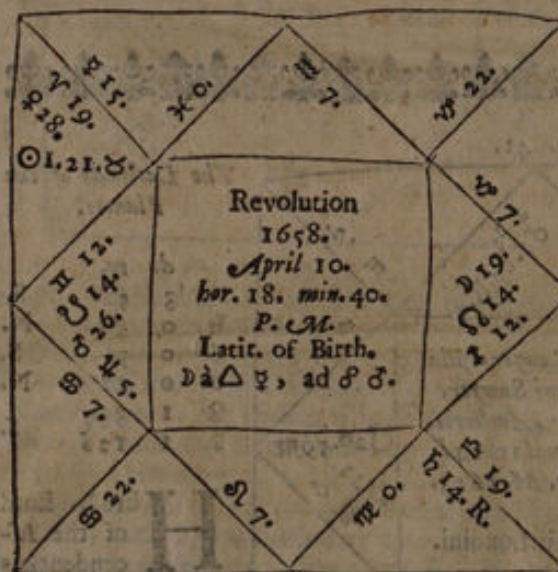 ☿ 15.
♈ 19.
♀ 28.
☉ 1. 21. ♉.
♓ 0.
♒ 7.
♑ 22.
♑ 7.
☽ 19.
☊ 14.
♐ 12.
Revolution
1658.
April 10.
hor. 18. min. 40.
P. M.
Latit. of Birth.
☽ à △ ☿, ad ☍ ♂.
♊ 12.
☋ 14.
♂ 26.
♃ 5.
♋ 7.
♋ 22.
♌ 7.
♍ 0.
♎ 19.
♄ 14. R.